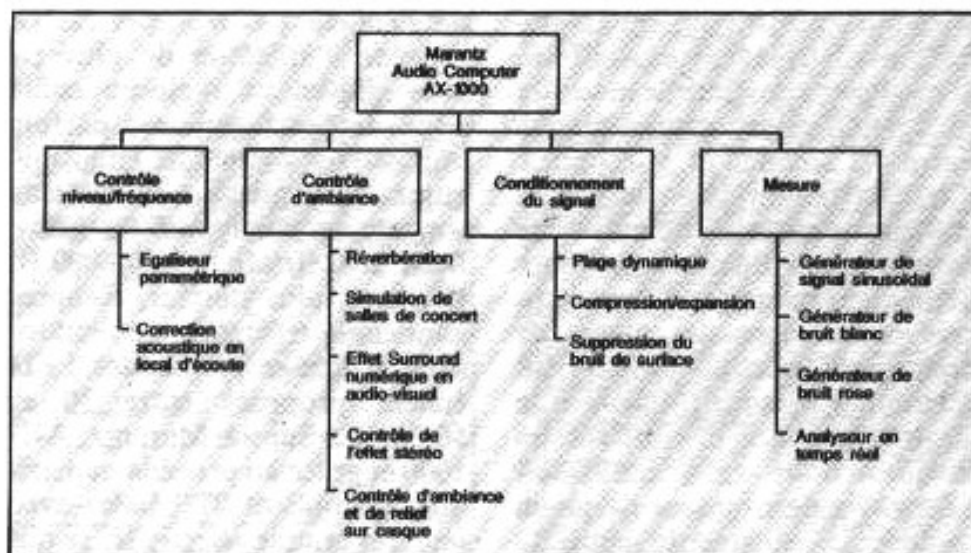 Marantz
Audio Computer
AX-1000
Contrôle
niveau/fréquence
Egaliseur
parramétrique
Correction
acoustique en
local d'écoute
Contrôle
d'ambiance
Réverbération
Simulation de
salles de concert
Effet Surround
numérique en
audio-visuel
Contrôle de
l'effet stéréo
Contrôle d'ambiance
et de relief
sur casque
Conditionnement
du signal
Plage dynamique
Compression/expansion
Suppression du
bruit de surface
Mesure
Générateur de
signal sinusoïdal
Générateur de
bruit blanc
Générateur de
bruit rose
Analyseur en
temps réel